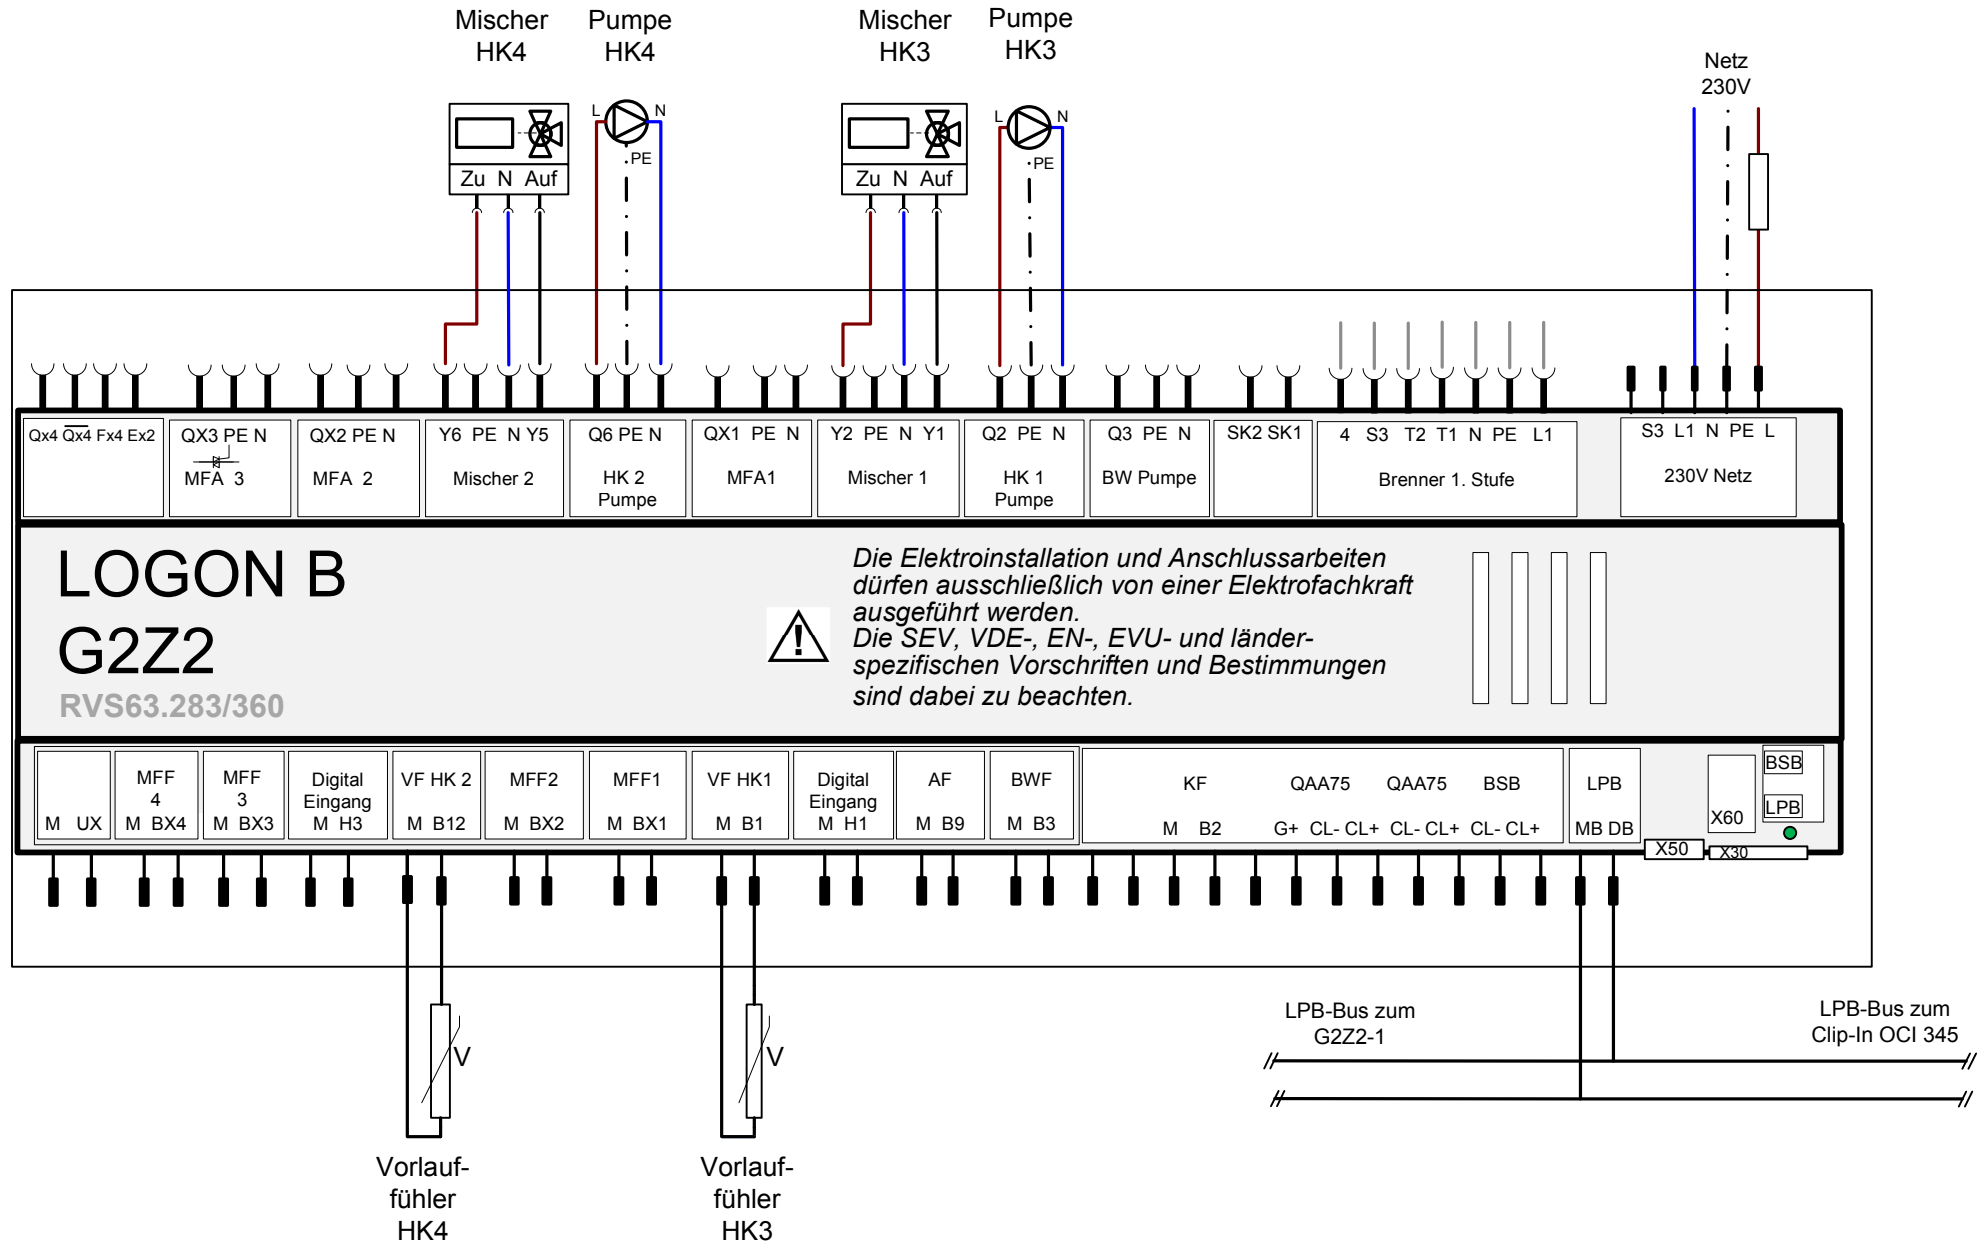 Mischer
HK4
Pumpe
HK4
Mischer
HK3
Pumpe
HK3
Netz
230V
L N
PE
Zu N Auf
L N
PE
Zu N Auf
Qx4 Qx4 Fx4 Ex2
QX3 PE N
MFA 3
QX2 PE N
MFA 2
Y6 PE N Y5
Mischer 2
Q6 PE N
HK 2
Pumpe
QX1 PE N
MFA1
Y2 PE N Y1
Mischer 1
Q2 PE N
HK 1
Pumpe
Q3 PE N
BW Pumpe
SK2 SK1
4 S3 T2 T1 N PE L1
Brenner 1. Stufe
S3 L1 N PE L
230V Netz
LOGON B
G2Z2
RVS63.283/360
!
Die Elektroinstallation und Anschlussarbeiten
dürfen ausschließlich von einer Elektrofachkraft
ausgeführt werden.
Die SEV, VDE-, EN-, EVU- und länder-
spezifischen Vorschriften und Bestimmungen
sind dabei zu beachten.
M UX
MFF
4
M BX4
MFF
3
M BX3
Digital
Eingang
M H3
VF HK 2
M B12
MFF2
M BX2
MFF1
M BX1
VF HK1
M B1
Digital
Eingang
M H1
AF
M B9
BWF
M B3
KF QAA75 QAA75 BSB
M B2 G+ CL- CL+ CL- CL+ CL- CL+
LPB
MB DB
X60
BSB
LPB
X50
X30
V
V
Vorlauf-
fühler
HK4
Vorlauf-
fühler
HK3
LPB-Bus zum
G2Z2-1
LPB-Bus zum
Clip-In OCI 345